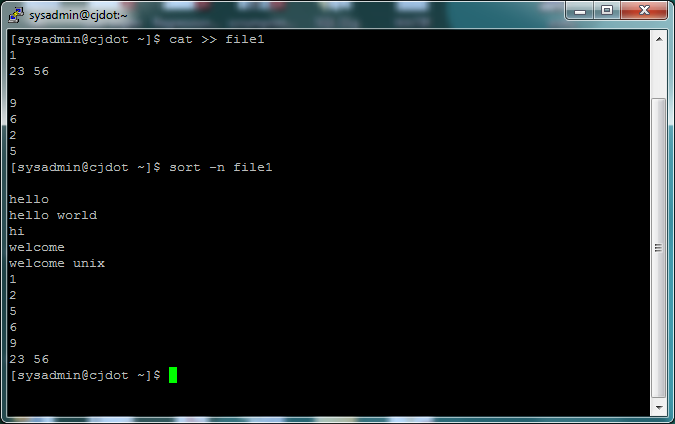 sysadmin@cjdot:~
[sysadmin@cjdot ~]$ cat >> file1
1
23 56

9
6
2
5
[sysadmin@cjdot ~]$ sort -n file1

hello
hello world
hi
welcome
welcome unix
1
2
5
6
9
23 56
[sysadmin@cjdot ~]$